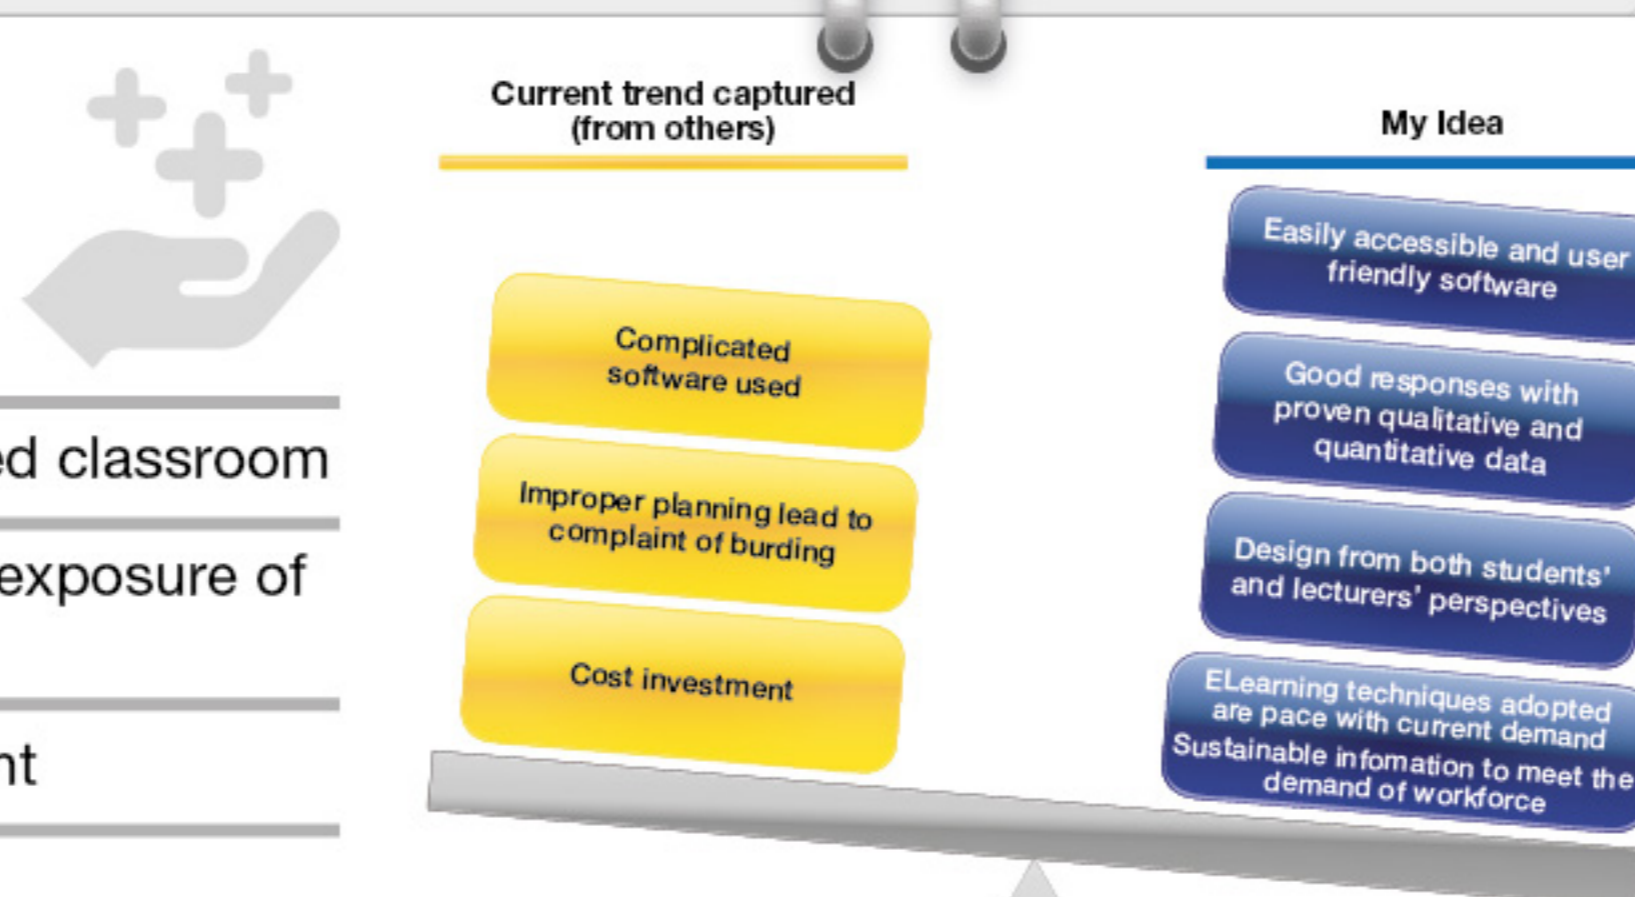 ed classroom
exposure of
nt
Current trend captured
(from others)
Complicated
software used
Improper planning lead to
complaint of burding
Cost investment
My Idea
Easily accessible and user
friendly software
Good responses with
proven qualitative and
quantitative data
Design from both students'
and lecturers' perspectives
ELearning techniques adopted
are pace with current demand
Sustainable infomation to meet the
demand of workforce